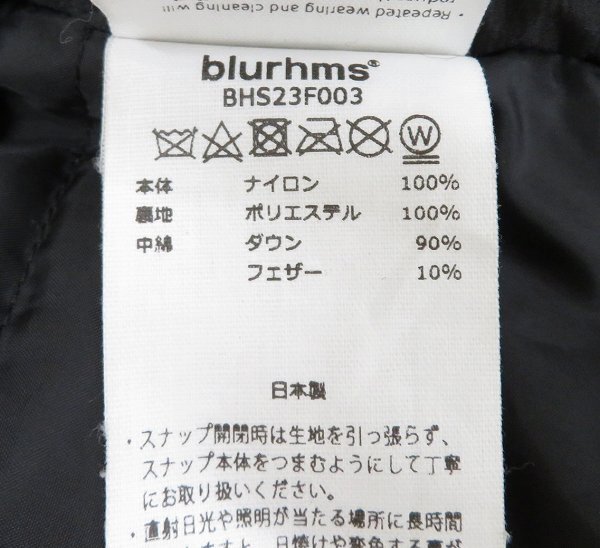 ・Repeated wearing and cleaning will
blurhms®
BHS23F003
W
本体 ナイロン 100%
裏地 ポリエステル 100%
中綿 ダウン 90%
フェザー 10%
日本製
・スナップ開閉時は生地を引っ張らず、
スナップ本体をつまむようにして丁寧
にお取り扱いください。
・直射日光や照明が当たる場所に長時間